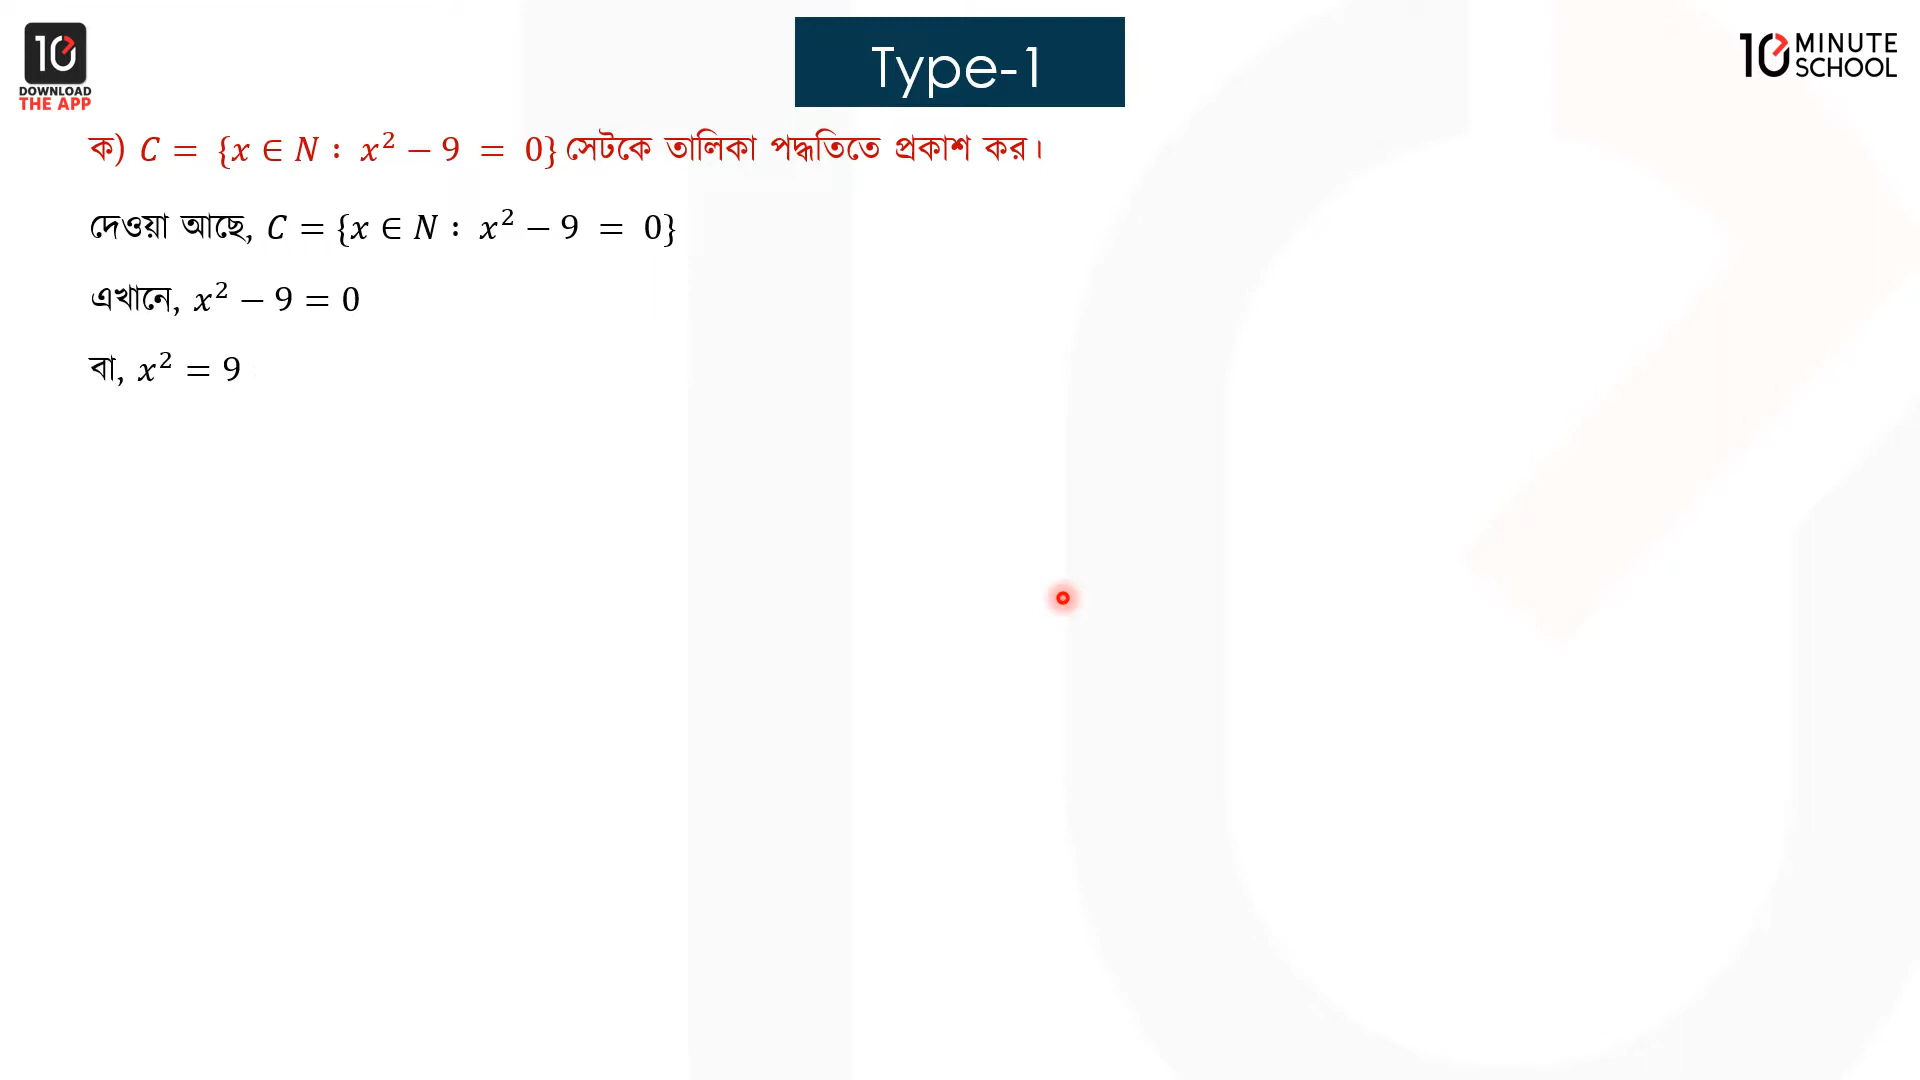 10
DOWNLOAD
THE APP
Type-1
10 MINUTE
SCHOOL
ক) C = {x ∈ N : x² − 9 = 0} সেটকে তালিকা পদ্ধতিতে প্রকাশ কর।
দেওয়া আছে, C = {x ∈ N : x² − 9 = 0}
এখানে, x² − 9 = 0
বা, x² = 9